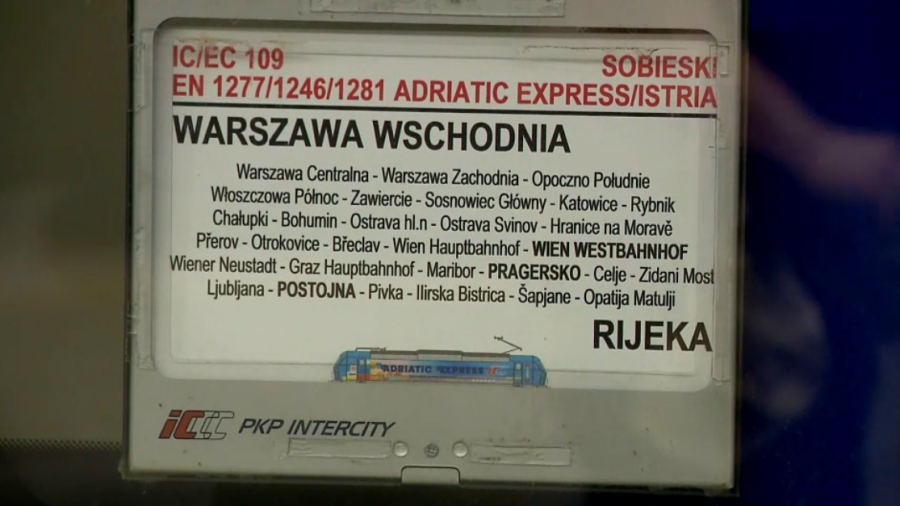 IC/EC 109 SOBIESKI
EN 1277/1246/1281 ADRIATIC EXPRESS/ISTRIA
WARSZAWA WSCHODNIA
Warszawa Centralna - Warszawa Zachodnia - Opoczno Południe
Włoszczowa Północ - Zawiercie - Sosnowiec Główny - Katowice - Rybnik
Chałupki - Bohumin - Ostrava hl.n - Ostrava Svinov - Hranice na Moravě
Přerov - Otrokovice - Břeclav - Wien Hauptbahnhof - WIEN WESTBAHNHOF
Wiener Neustadt - Graz Hauptbahnhof - Maribor - PRAGERSKO - Celje - Zidani Most
Ljubljana - POSTOJNA - Pivka - Ilirska Bistrica - Šapjane - Opatija Matulji
RIJEKA
ADRIATIC EXPRESS
IC PKP INTERCITY